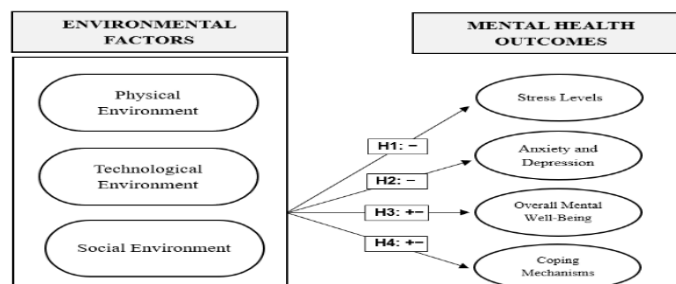 ENVIRONMENTAL
FACTORS
Physical
Environment
Technological
Environment
Social Environment
H1: −
H2: −
H3: +−
H4: +−
MENTAL HEALTH
OUTCOMES
Stress Levels
Anxiety and
Depression
Overall Mental
Well-Being
Coping
Mechanisms